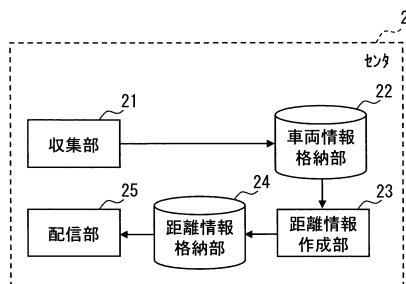 2
センタ
21
収集部
22
車両情報
格納部
25
配信部
24
距離情報
格納部
23
距離情報
作成部